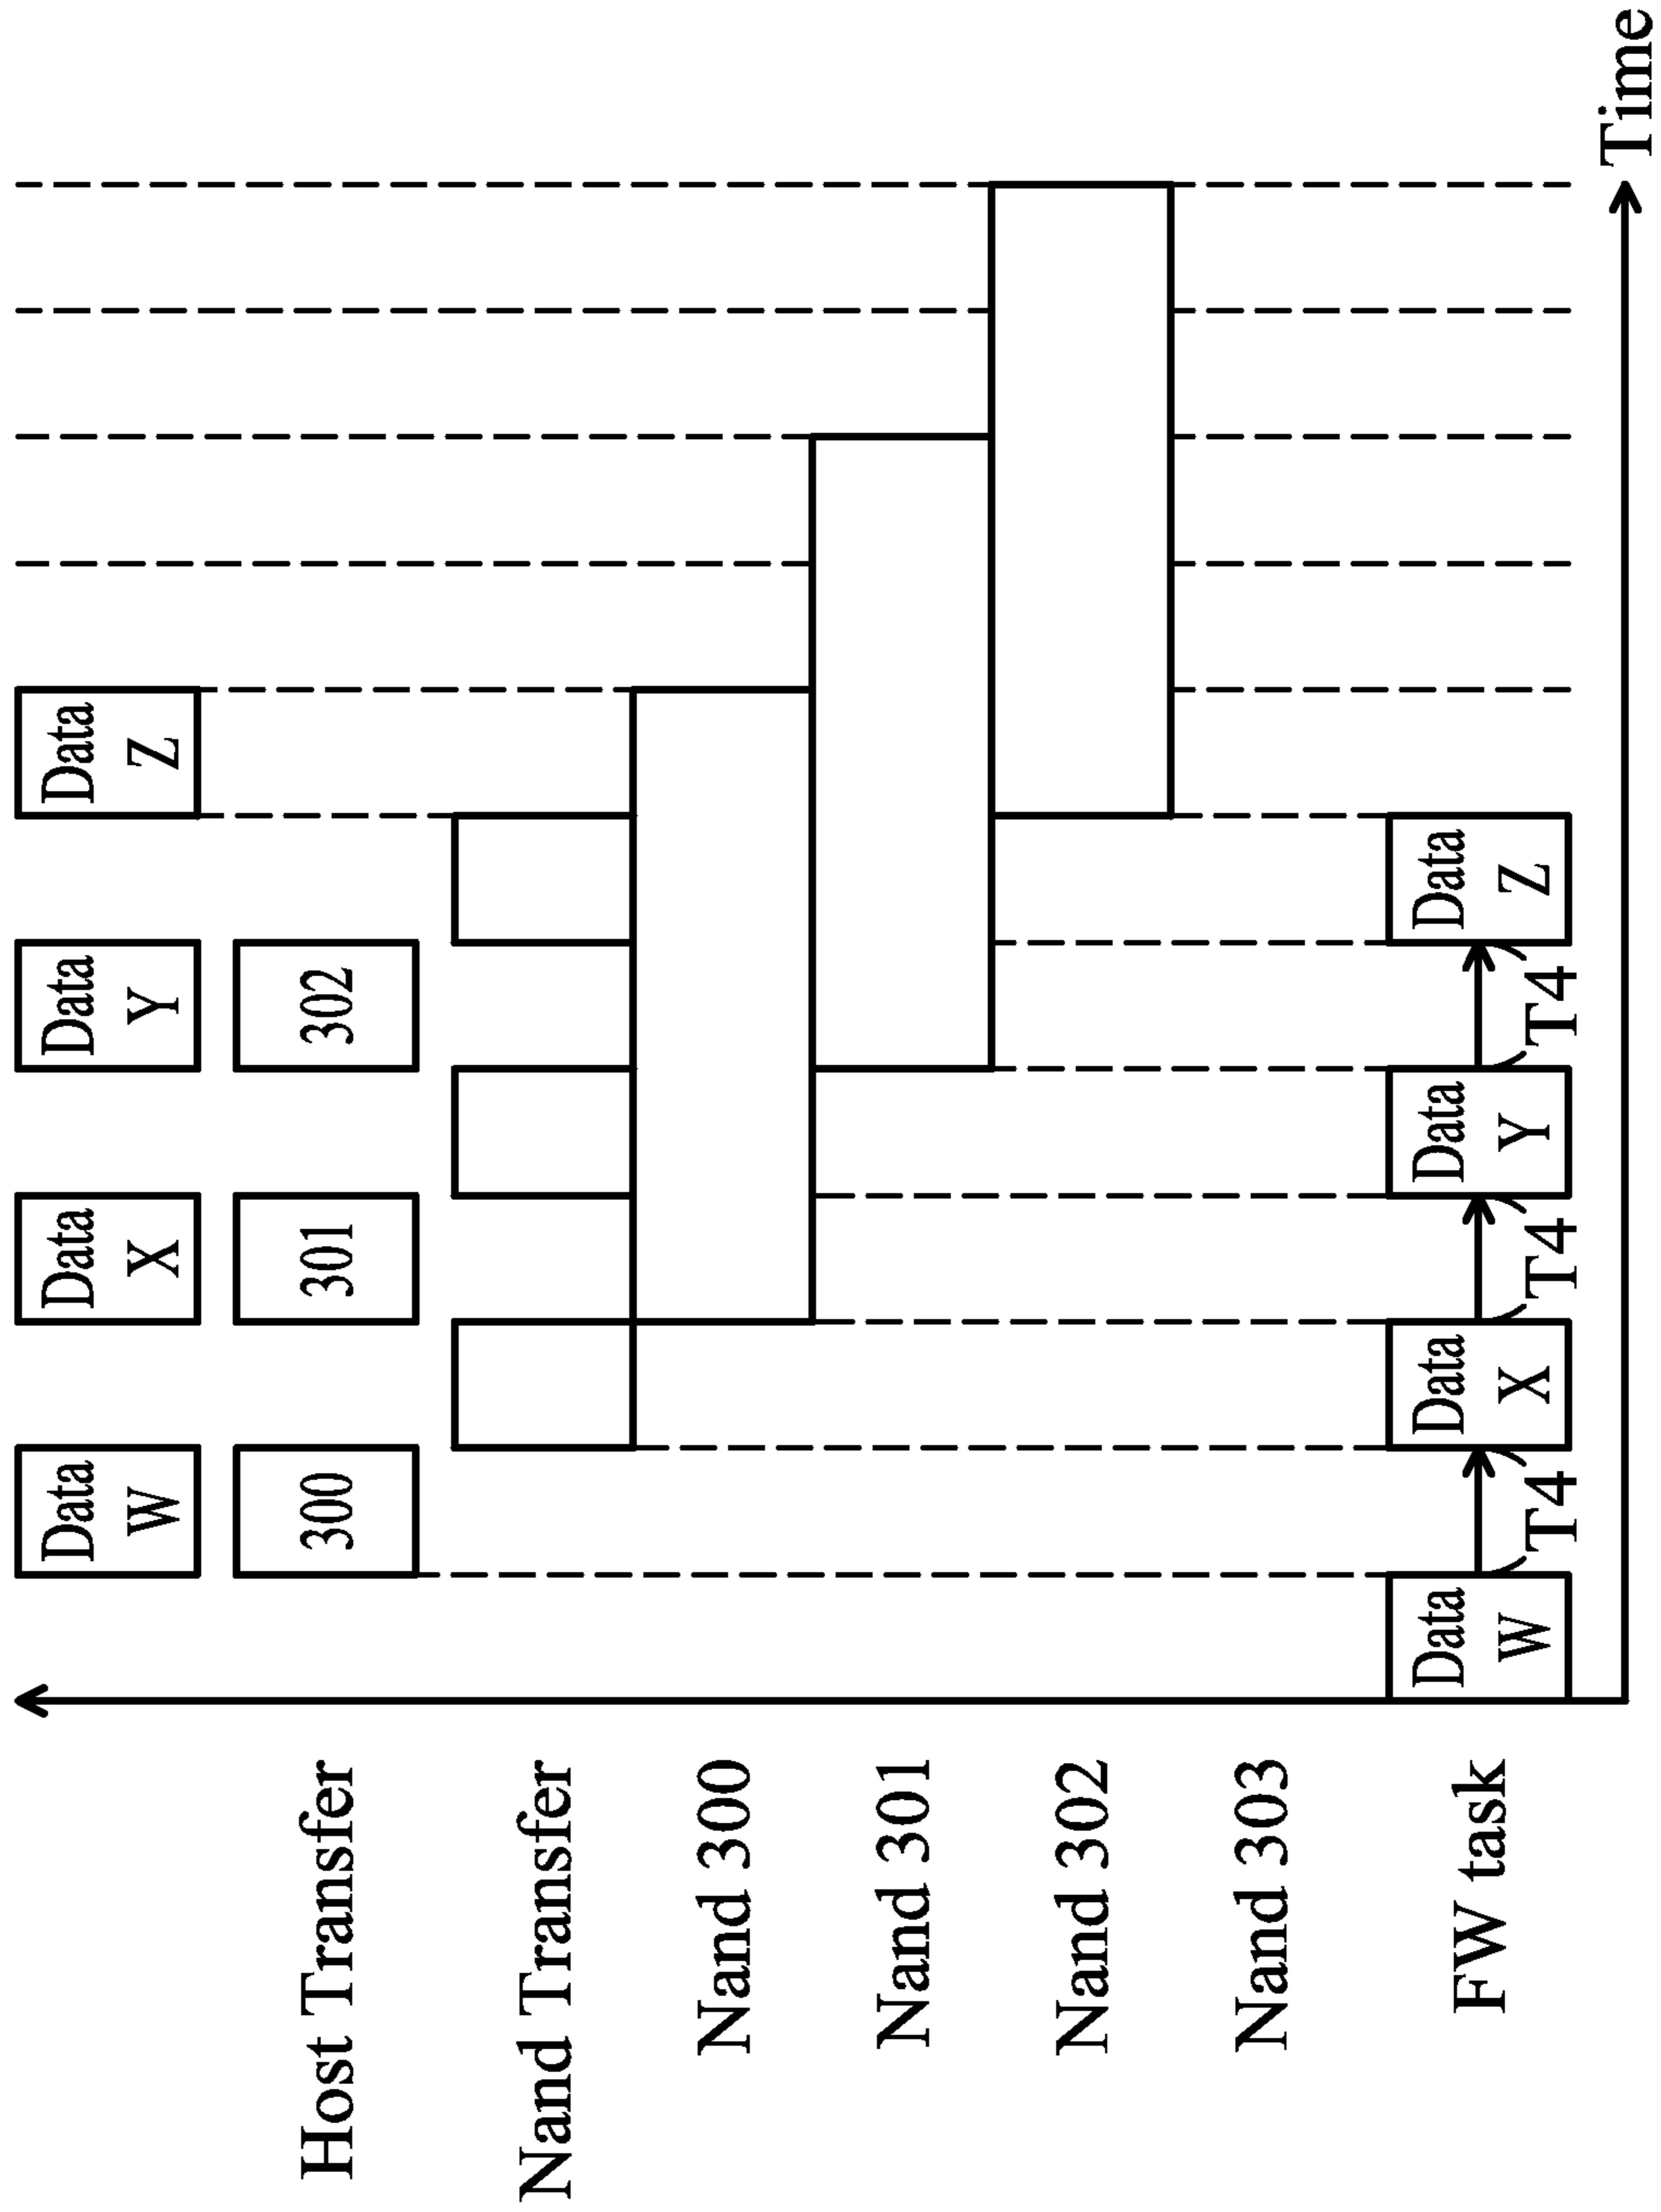 Data
W
Data
X
Data
Y
Data
Z
Host Transfer
300
301
302
Nand Transfer
Nand 300
Nand 301
Nand 302
Nand 303
FW task
Data
W
T4
Data
X
T4
Data
Y
T4
Data
Z
Time